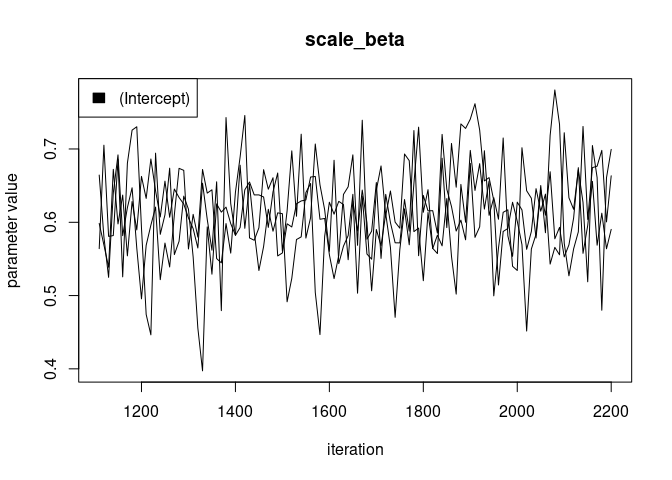 scale_beta
(Intercept)
parameter value
0.7
0.6
0.5
0.4
1200 1400 1600 1800 2000 2200
iteration